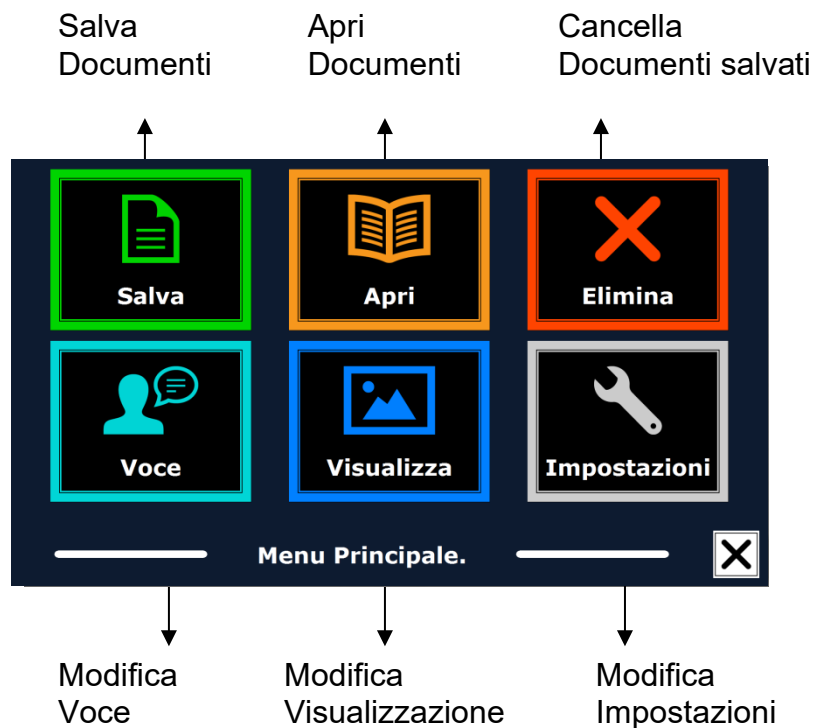 Salva
Documenti
Apri
Documenti
Cancella
Documenti salvati
Salva
Apri
Elimina
Voce
Visualizza
Impostazioni
Menu Principale.
Modifica
Voce
Modifica
Visualizzazione
Modifica
Impostazioni